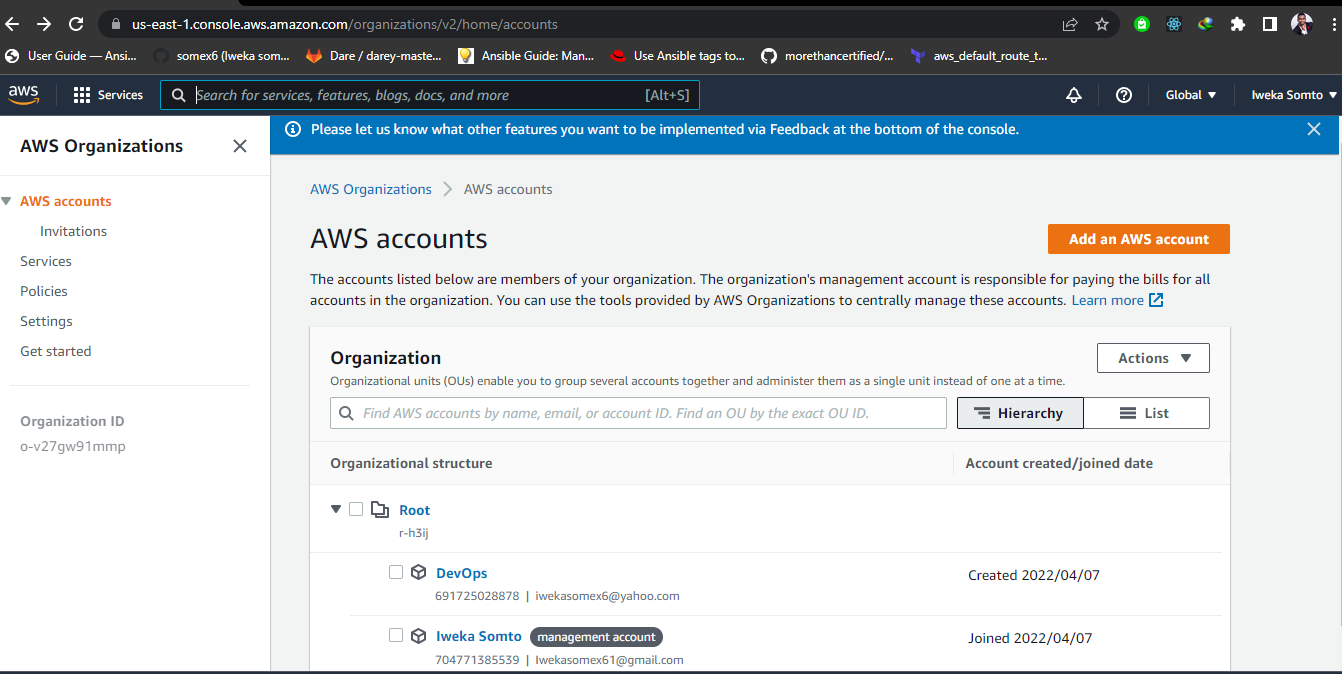 us-east-1.console.aws.amazon.com/organizations/v2/home/accounts
User Guide — Ansi... somex6 (Iweka som... Dare / darey-maste... Ansible Guide: Man... Use Ansible tags to... morethancertified/... aws_default_route_t...
aws Services Search for services, features, blogs, docs, and more [Alt+S] Global Iweka Somto
AWS Organizations
AWS accounts
Invitations
Services
Policies
Settings
Get started
Organization ID
o-v27gw91mmp
Please let us know what other features you want to be implemented via Feedback at the bottom of the console.
AWS Organizations AWS accounts
AWS accounts
Add an AWS account
The accounts listed below are members of your organization. The organization's management account is responsible for paying the bills for all
accounts in the organization. You can use the tools provided by AWS Organizations to centrally manage these accounts. Learn more
Organization
Actions
Organizational units (OUs) enable you to group several accounts together and administer them as a single unit instead of one at a time.
Find AWS accounts by name, email, or account ID. Find an OU by the exact OU ID. Hierarchy List
Organizational structure Account created/joined date
Root
r-h3ij
DevOps Created 2022/04/07
691725028878 | iwekasomex6@yahoo.com
Iweka Somto management account Joined 2022/04/07
704771385539 | Iwekasomex61@gmail.com